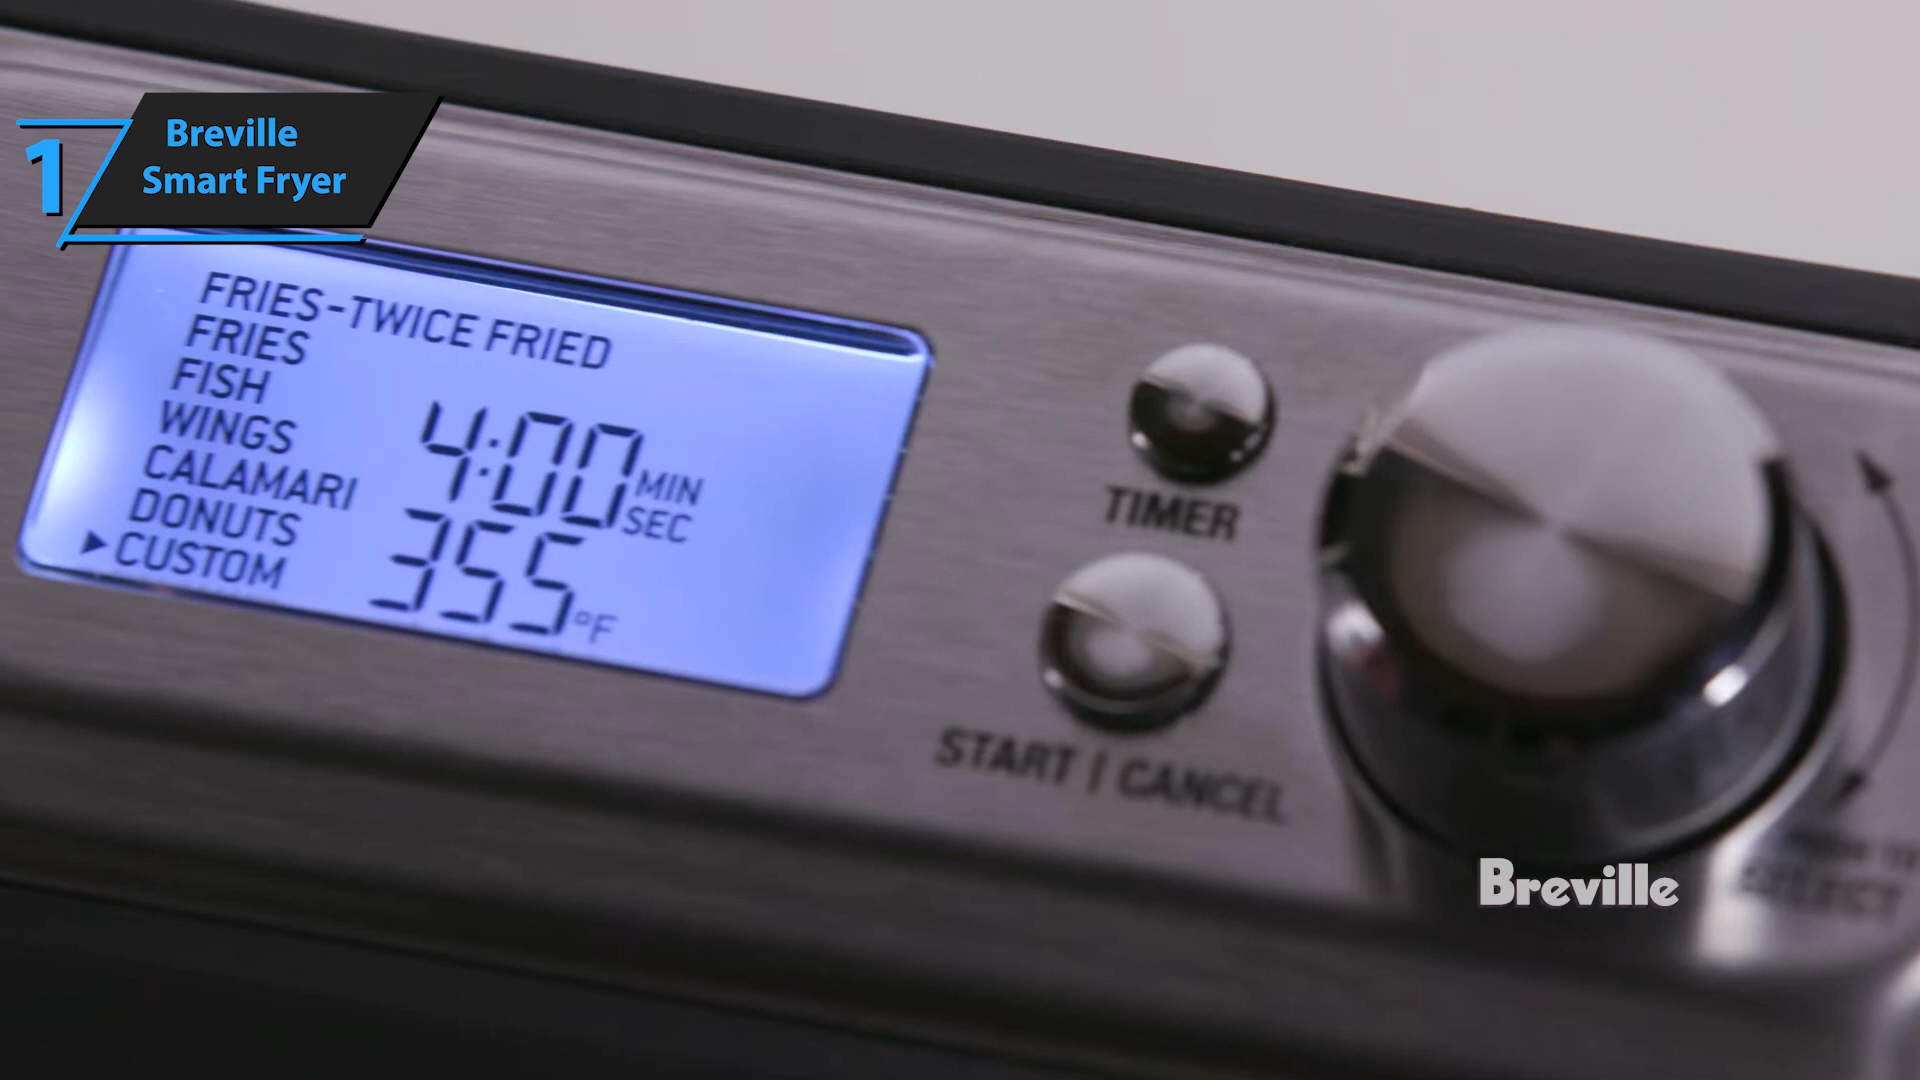 1
Breville
Smart Fryer
FRIES-TWICE FRIED
FRIES
FISH
WINGS
CALAMARI
DONUTS
CUSTOM
4:00 MIN
SEC
355°F
TIMER
START | CANCEL
Breville